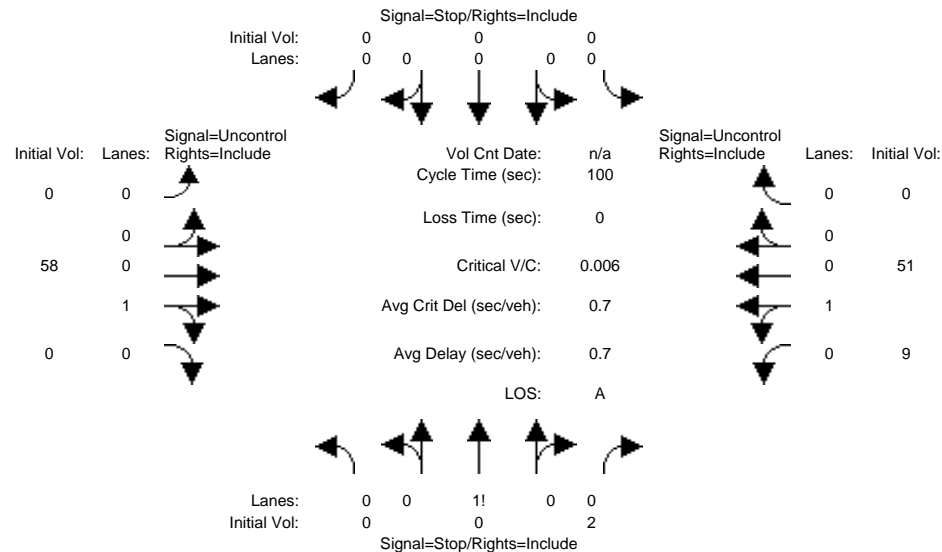 Signal=Stop/Rights=Include
Initial Vol: 0 0 0
Lanes: 0 0 0 0 0
Signal=Uncontrol
Initial Vol: Lanes: Rights=Include
Vol Cnt Date: n/a
Signal=Uncontrol
Rights=Include Lanes: Initial Vol:
Cycle Time (sec): 100
0 0
0 0
Loss Time (sec): 0
0
0
58 0
Critical V/C: 0.006
0 51
1
Avg Crit Del (sec/veh): 0.7
1
0 0
Avg Delay (sec/veh): 0.7
0 9
LOS: A
Lanes: 0 0 1! 0 0
Initial Vol: 0 0 2
Signal=Stop/Rights=Include